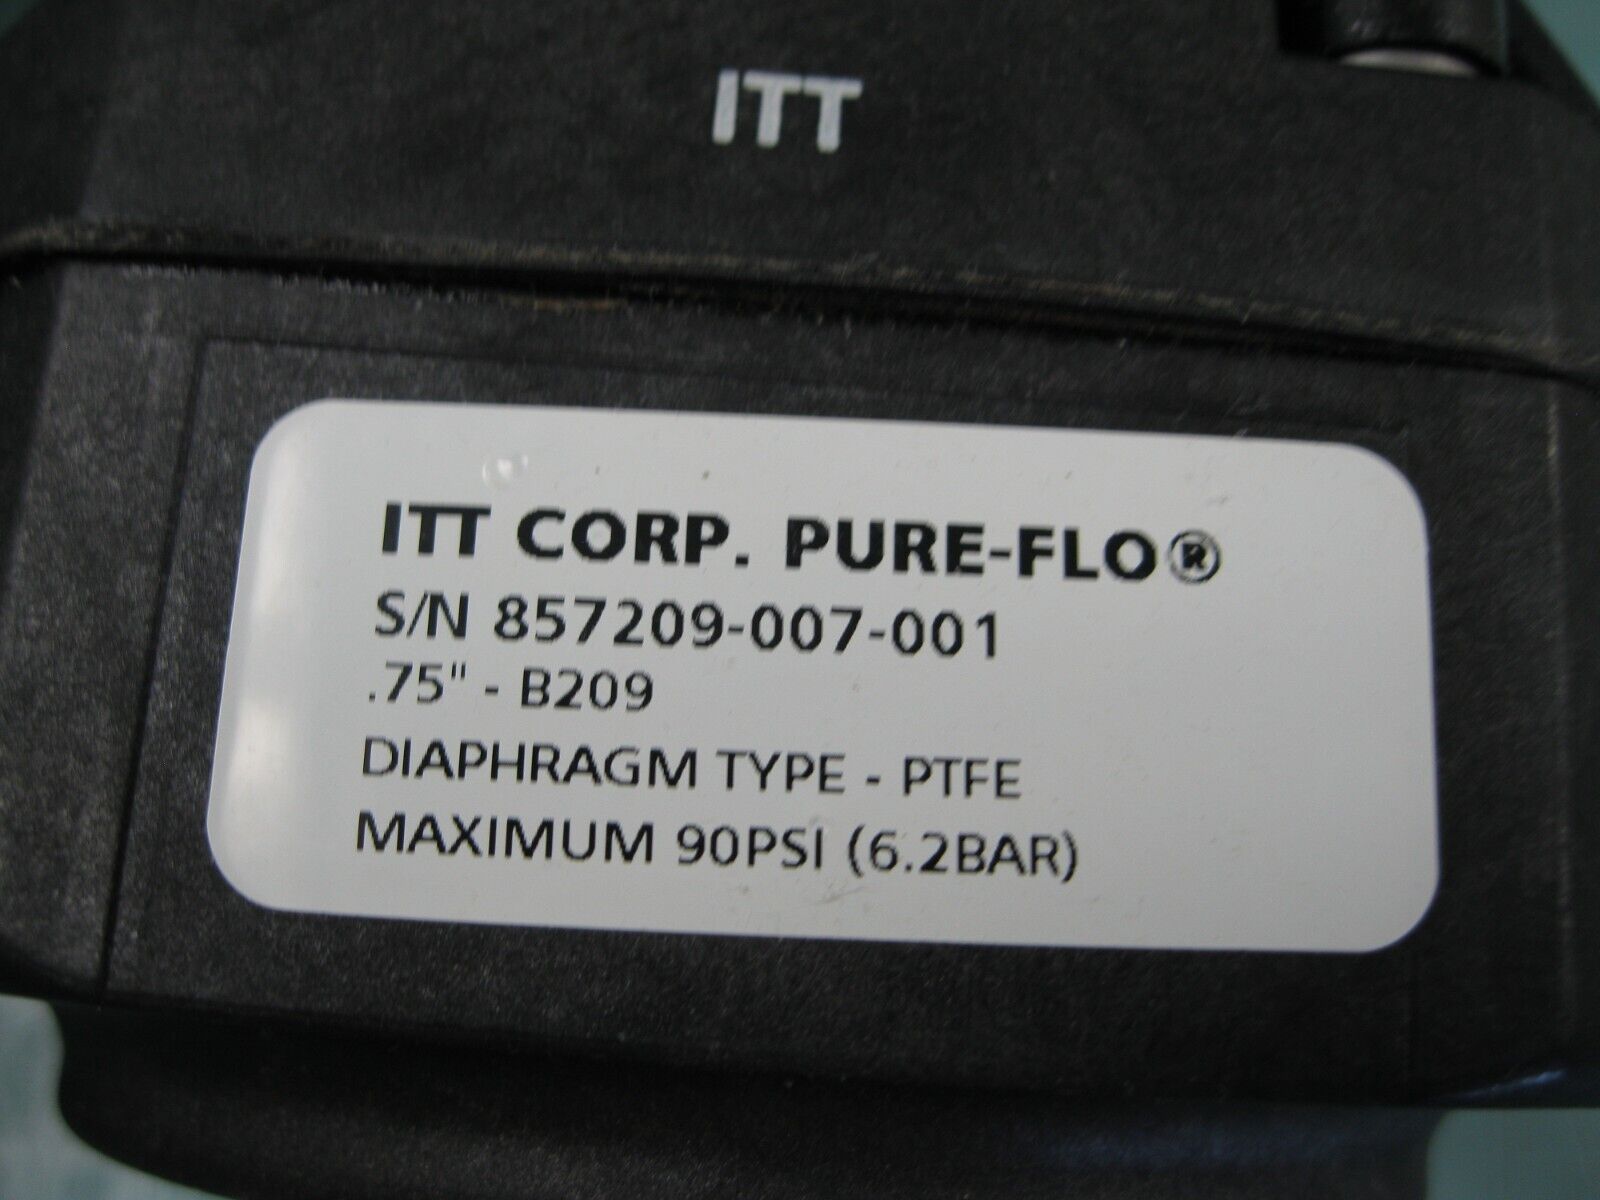 ITT
ITT CORP. PURE-FLO®
S/N 857209-007-001
.75" - B209
DIAPHRAGM TYPE - PTFE
MAXIMUM 90PSI (6.2BAR)